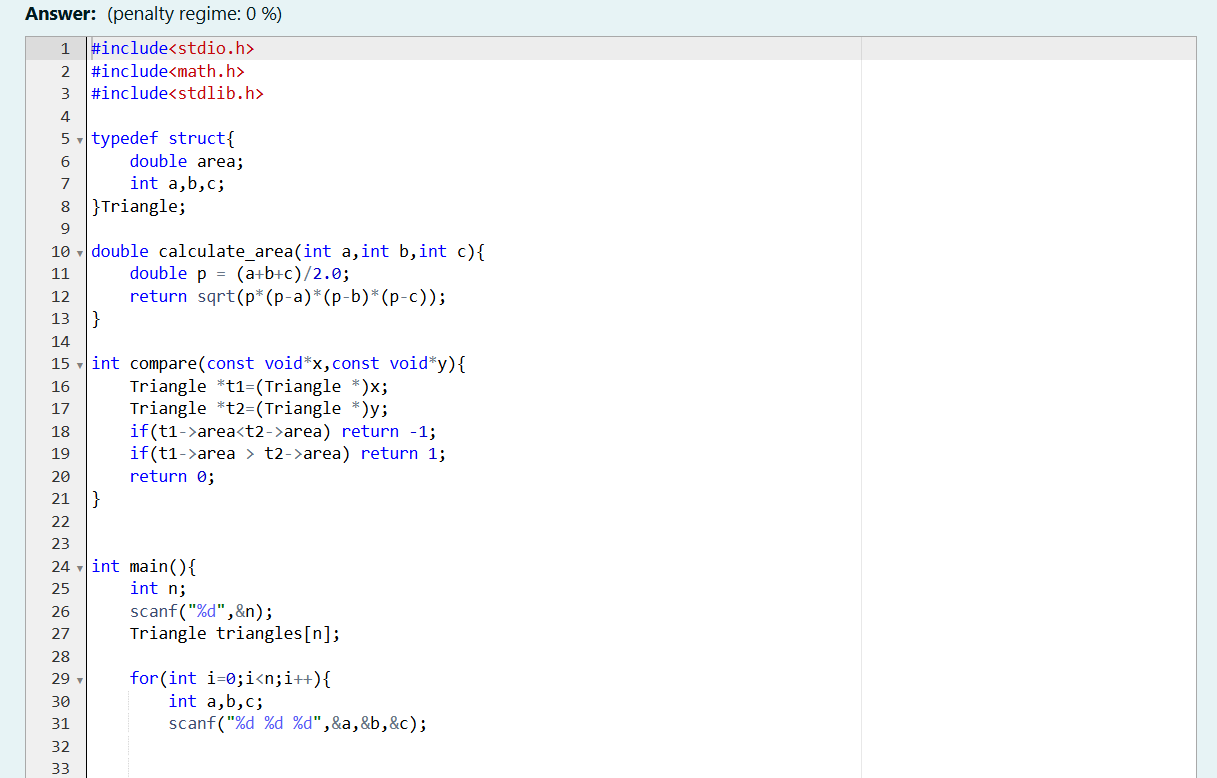 Answer: (penalty regime: 0 %)
1 #include<stdio.h>
2 #include<math.h>
3 #include<stdlib.h>
4
5 typedef struct{
6     double area;
7     int a,b,c;
8 }Triangle;
9
10 double calculate_area(int a,int b,int c){
11     double p = (a+b+c)/2.0;
12     return sqrt(p*(p-a)*(p-b)*(p-c));
13 }
14
15 int compare(const void*x,const void*y){
16     Triangle *t1=(Triangle *)x;
17     Triangle *t2=(Triangle *)y;
18     if(t1->area<t2->area) return -1;
19     if(t1->area > t2->area) return 1;
20     return 0;
21 }
22
23
24 int main(){
25     int n;
26     scanf("%d",&n);
27     Triangle triangles[n];
28
29     for(int i=0;i<n;i++){
30         int a,b,c;
31         scanf("%d %d %d",&a,&b,&c);
32
33